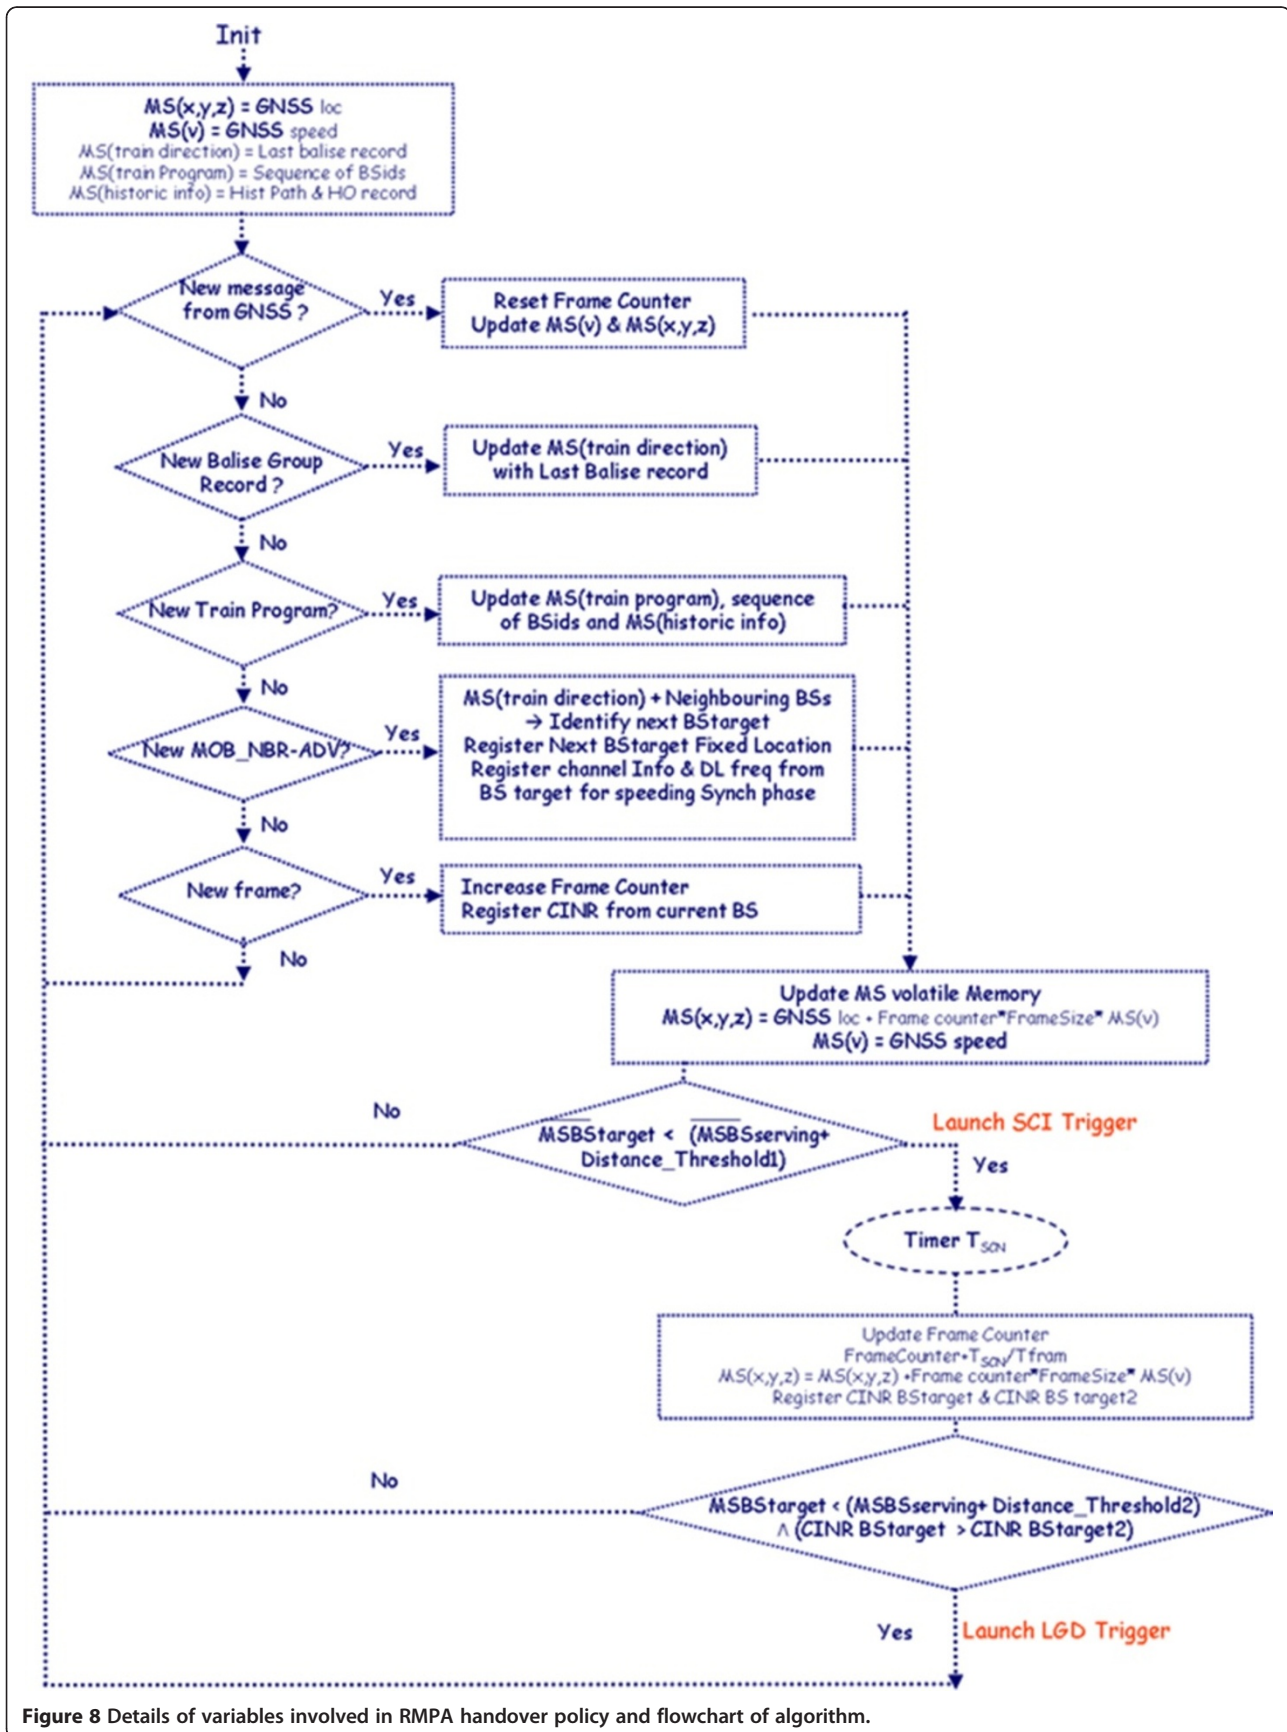 Init
MS(x,y,z) = GNSS loc
MS(v) = GNSS speed
MS(train direction) = Last balise record
MS(train Program) = Sequence of BSids
MS(historic info) = Hist Path & HO record
New message
from GNSS ?
Yes
Reset Frame Counter
Update MS(v) & MS(x,y,z)
No
New Balise Group
Record ?
Yes
Update MS(train direction)
with Last Balise record
No
New Train Program?
Yes
Update MS(train program), sequence
of BSids and MS(historic info)
No
New MOB_NBR-ADV?
Yes
MS(train direction) + Neighbouring BSs
→ Identify next BStarget
Register Next BStarget Fixed Location
Register channel Info & DL freq from
BS target for speeding Synch phase
No
New frame?
Yes
Increase Frame Counter
Register CINR from current BS
No
Update MS volatile Memory
MS(x,y,z) = GNSS loc + Frame counter*FrameSize* MS(v)
MS(v) = GNSS speed
No
MSBStarget < (MSBSserving+
Distance_Threshold1)
Launch SCI Trigger
Yes
Timer TSCN
Update Frame Counter
FrameCounter+TSCN/Tfram
MS(x,y,z) = MS(x,y,z) +Frame counter*FrameSize* MS(v)
Register CINR BStarget & CINR BS target2
No
MSBStarget < (MSBSserving+ Distance_Threshold2)
∧ (CINR BStarget > CINR BStarget2)
Yes
Launch LGD Trigger
Figure 8 Details of variables involved in RMPA handover policy and flowchart of algorithm.